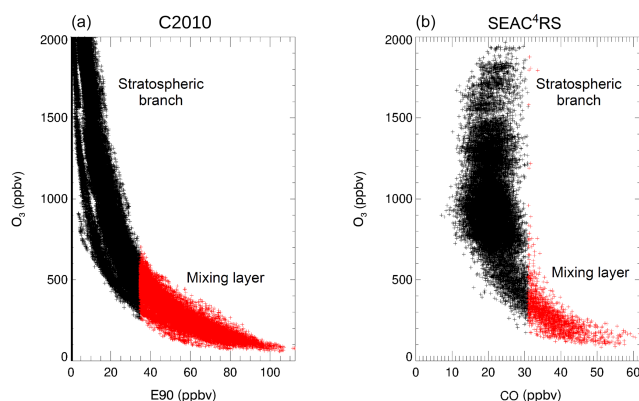 (a) C2010
2000
1500
1000
500
0
O3 (ppbv)
Stratospheric
branch
Mixing layer
0 20 40 60 80 100
E90 (ppbv)
(b) SEAC⁴RS
2000
1500
1000
500
0
O3 (ppbv)
Stratospheric
branch
Mixing layer
0 10 20 30 40 50 60
CO (ppbv)